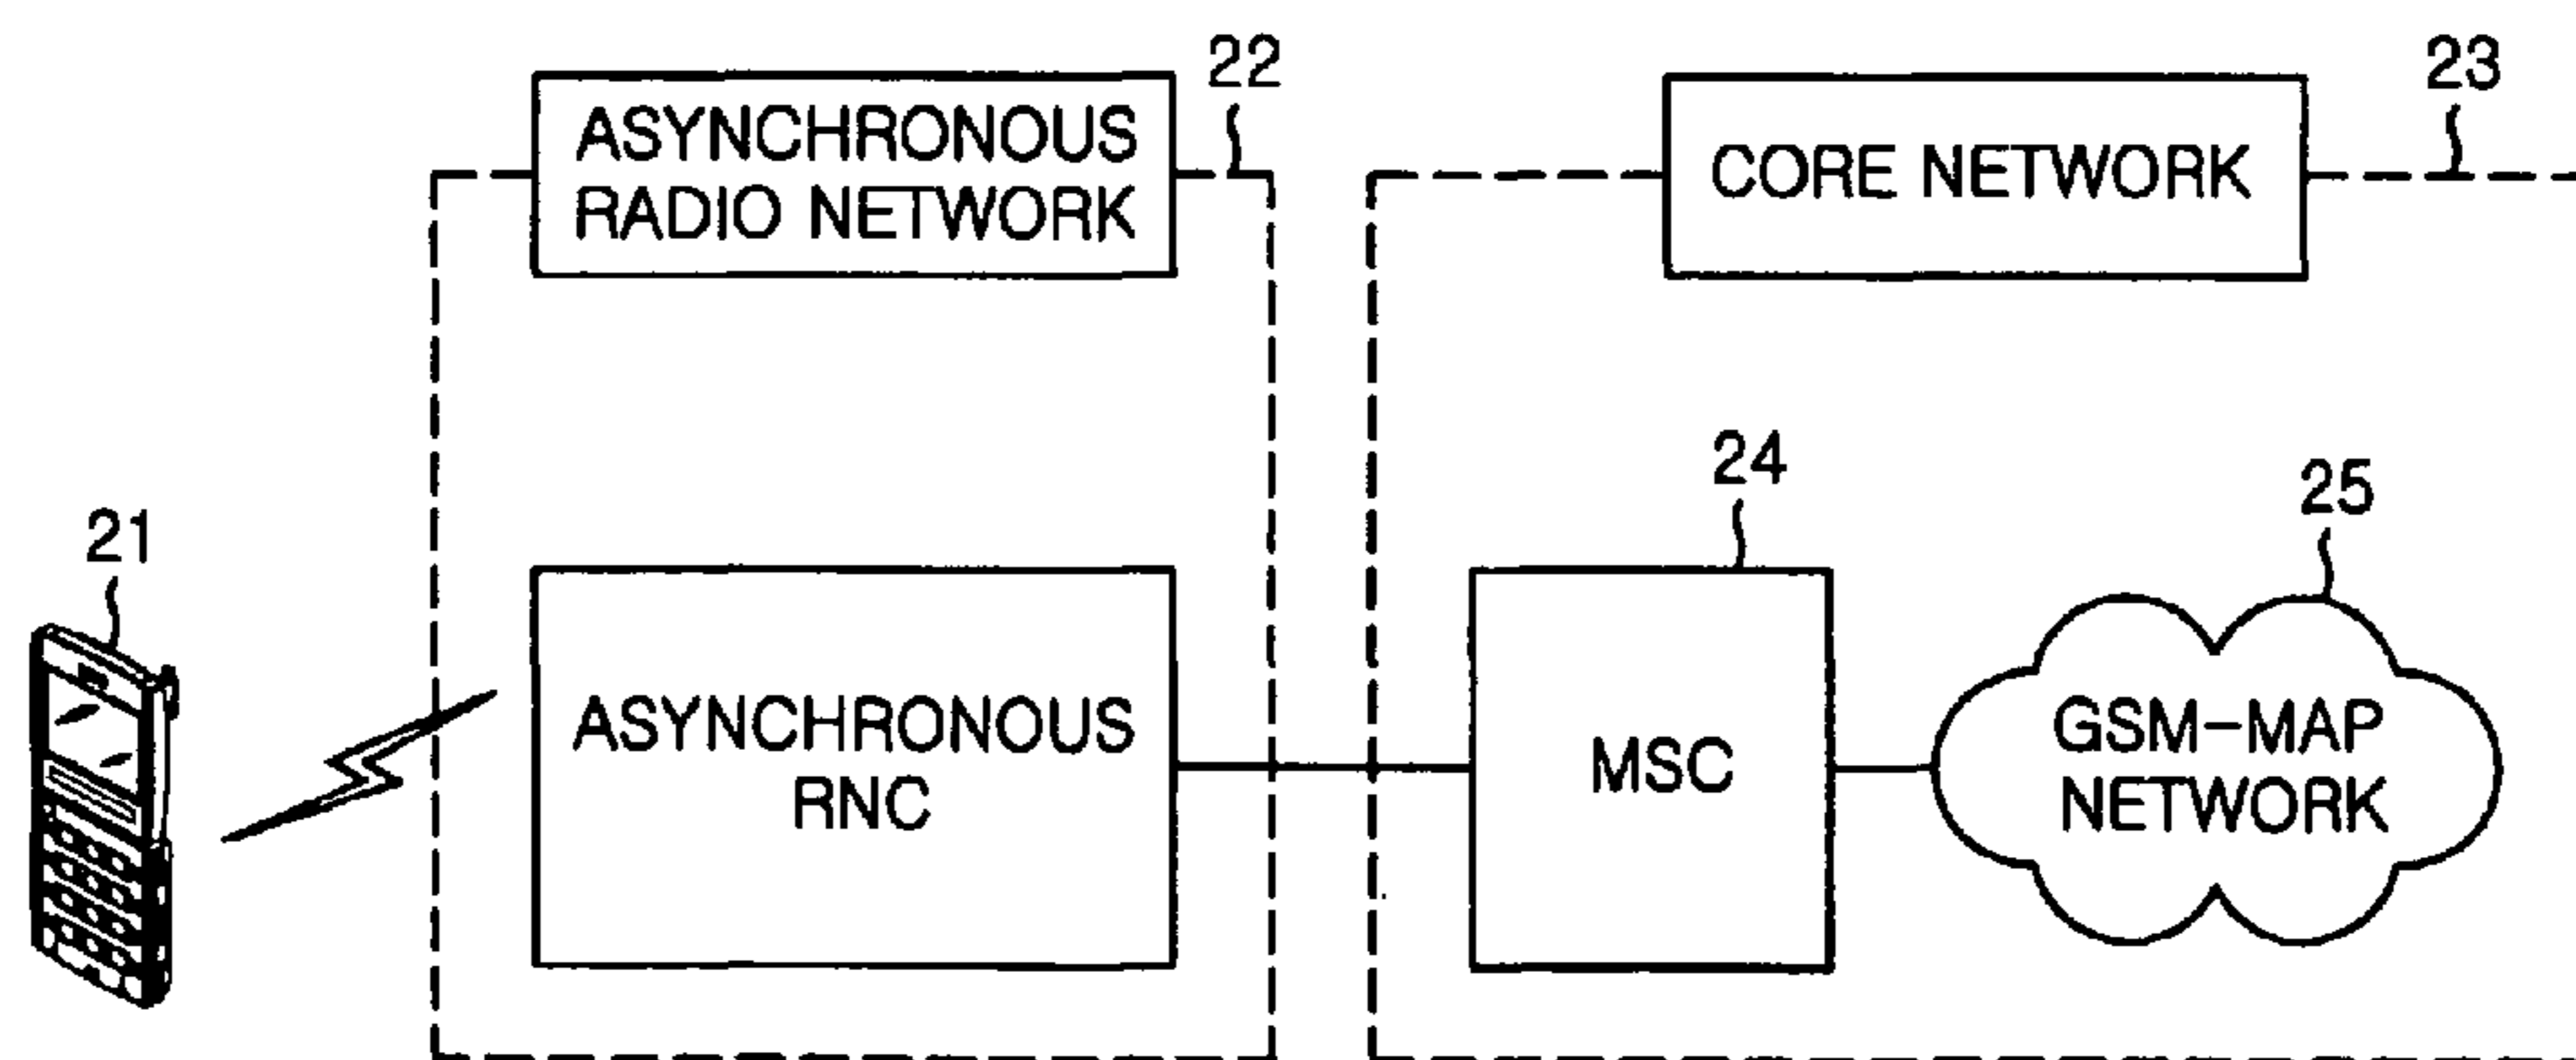 22
23
ASYNCHRONOUS
RADIO NETWORK
CORE NETWORK
24
25
21
ASYNCHRONOUS
RNC
MSC
GSM-MAP
NETWORK